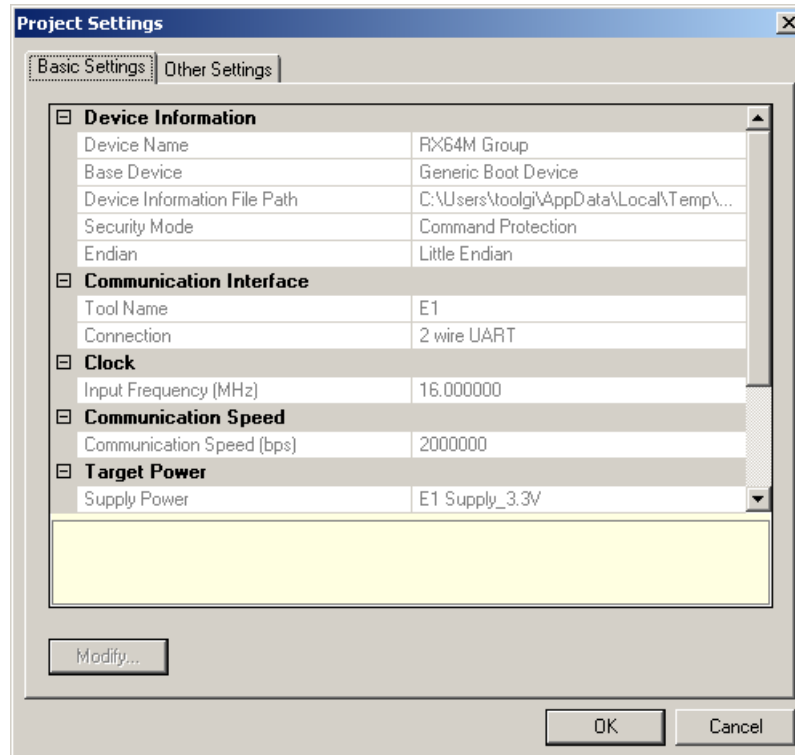 Project Settings
Basic Settings Other Settings
Device Information
Device Name RX64M Group
Base Device Generic Boot Device
Device Information File Path C:\Users\toolgi\AppData\Local\Temp\...
Security Mode Command Protection
Endian Little Endian
Communication Interface
Tool Name E1
Connection 2 wire UART
Clock
Input Frequency (MHz) 16.000000
Communication Speed
Communication Speed (bps) 2000000
Target Power
Supply Power E1 Supply_3.3V
Modify...
OK Cancel